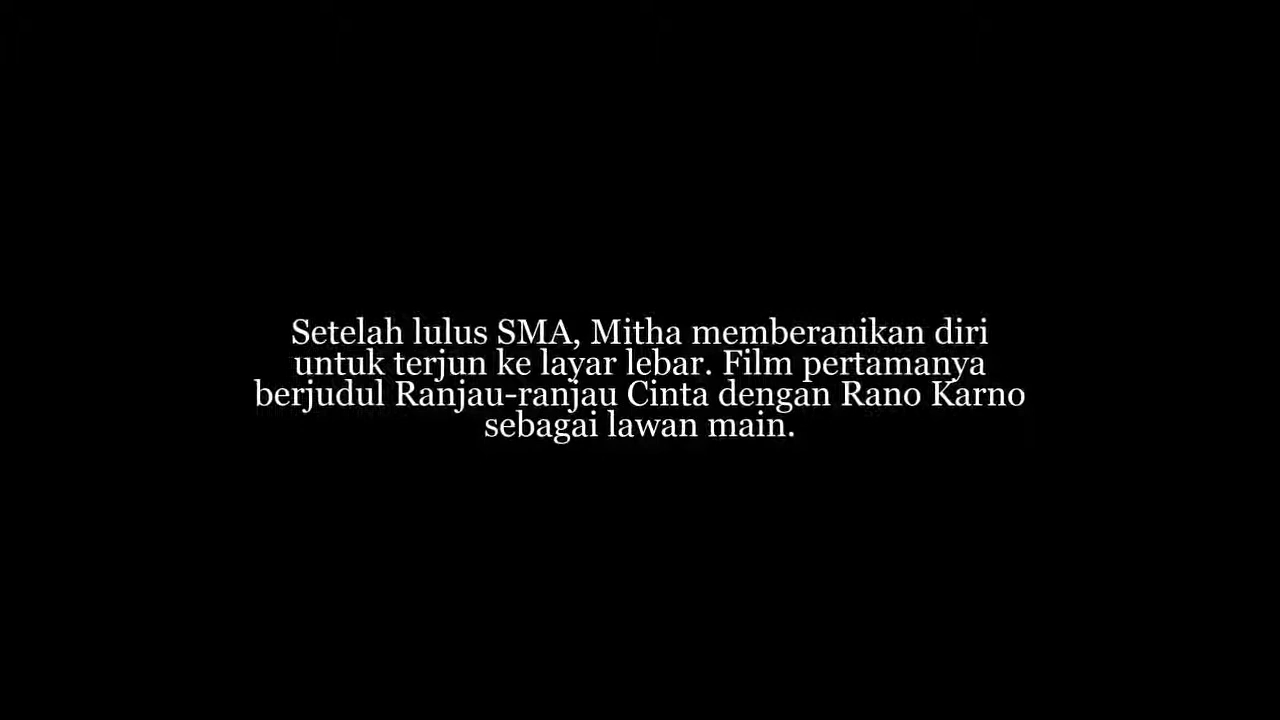 Setelah lulus SMA, Mitha memberanikan diri
untuk terjun ke layar lebar. Film pertamanya
berjudul Ranjau-ranjau Cinta dengan Rano Karno
sebagai lawan main.